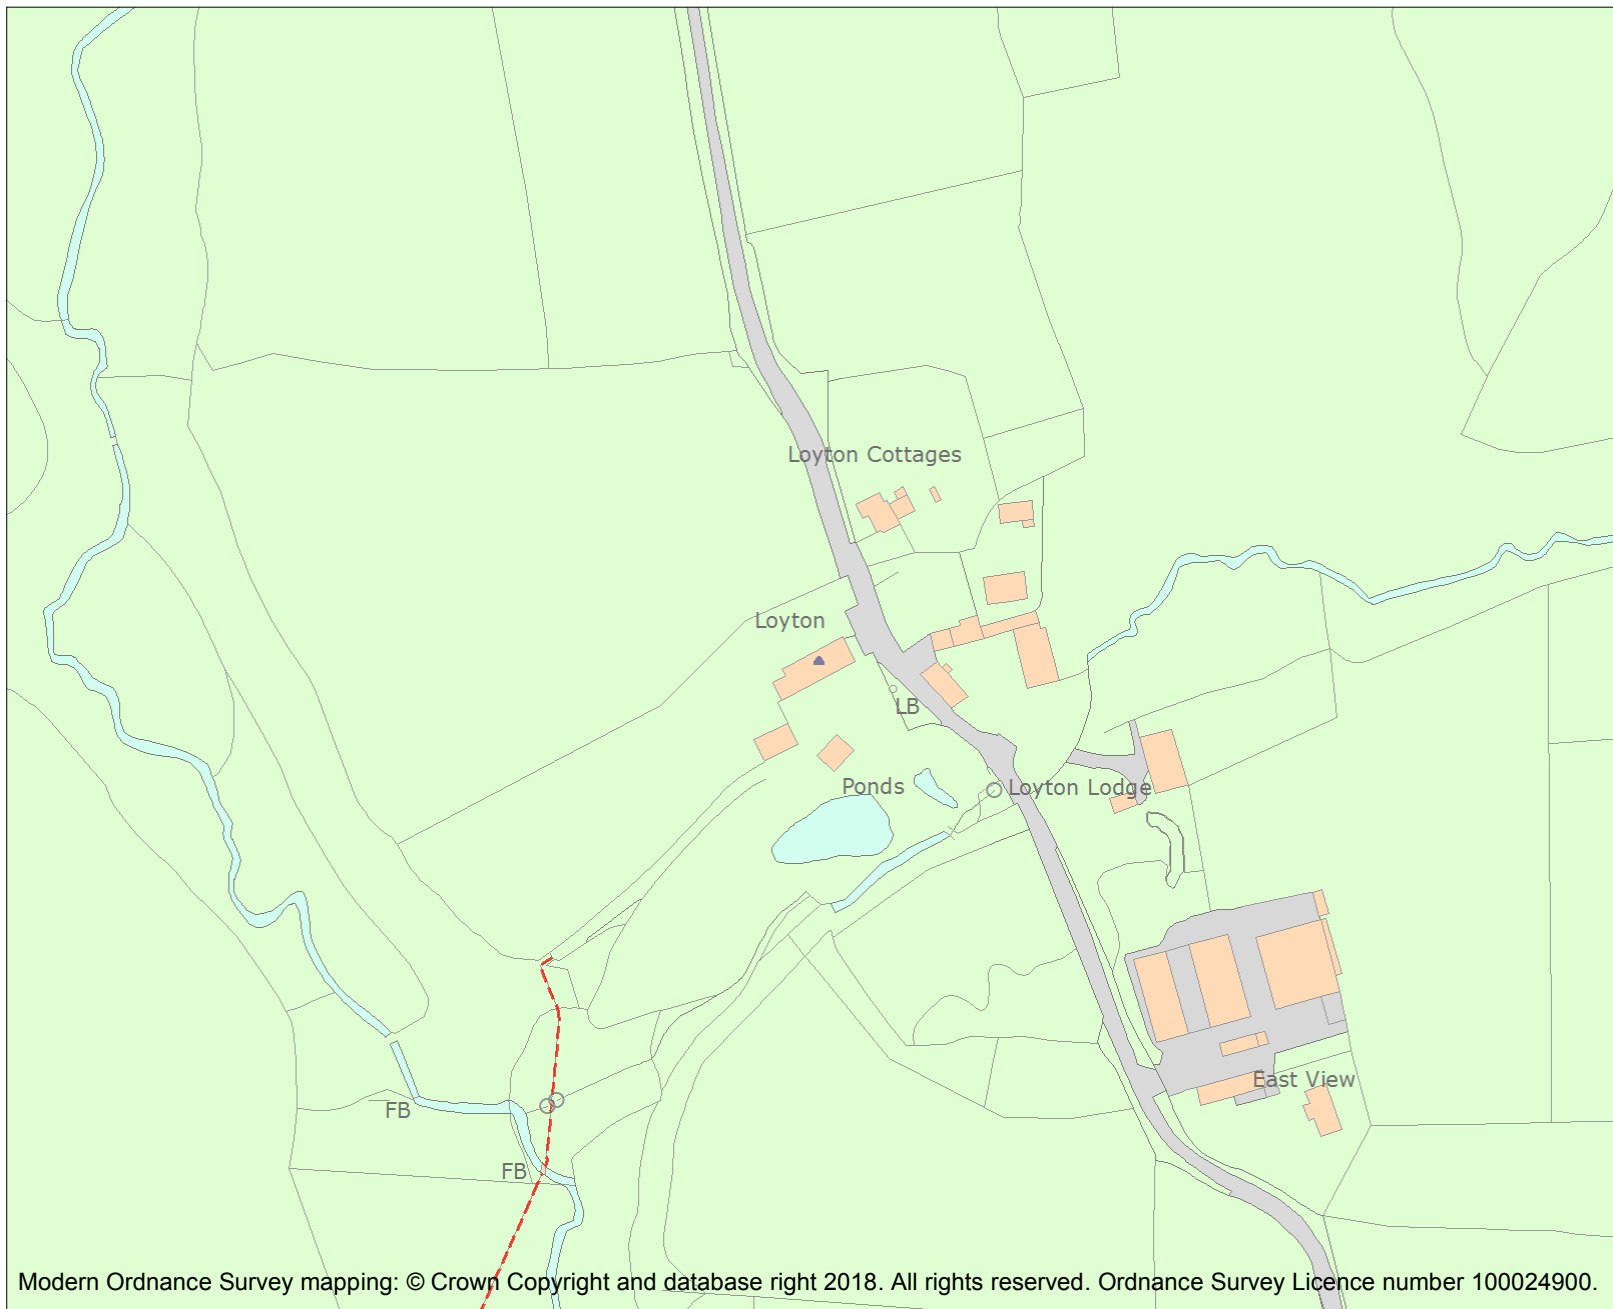 Loyton Cottages
Loyton
LB
Ponds
Loyton Lodge
East View
FB
FB
Modern Ordnance Survey mapping: © Crown Copyright and database right 2018. All rights reserved. Ordnance Survey Licence number 100024900.